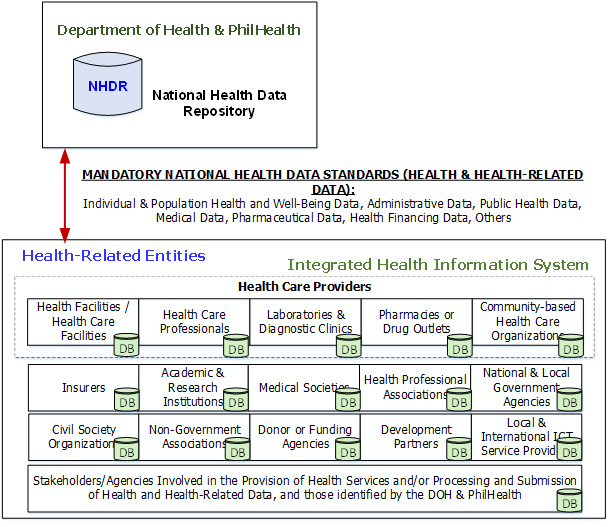 Department of Health & PhilHealth
NHDR
National Health Data
Repository
MANDATORY NATIONAL HEALTH DATA STANDARDS (HEALTH & HEALTH-RELATED
DATA):
Individual & Population Health and Well-Being Data, Administrative Data, Public Health Data,
Medical Data, Pharmaceutical Data, Health Financing Data, Others
Health-Related Entities
Integrated Health Information System
Health Care Providers
Health Facilities /
Health Care
Facilities
DB
Health Care
Professionals
DB
Laboratories &
Diagnostic Clinics
DB
Pharmacies or
Drug Outlets
DB
Community-based
Health Care
Organizations
DB
Insurers
DB
Academic &
Research
Institutions
DB
Medical Societies
DB
Health Professional
Associations
DB
National & Local
Government
Agencies
DB
Civil Society
Organization
DB
Non-Government
Associations
DB
Donor or Funding
Agencies
DB
Development
Partners
DB
Local &
International ICT
Service Provid
DB
Stakeholders/Agencies Involved in the Provision of Health Services and/or Processing and Submission
of Health and Health-Related Data, and those identified by the DOH & PhilHealth
DB